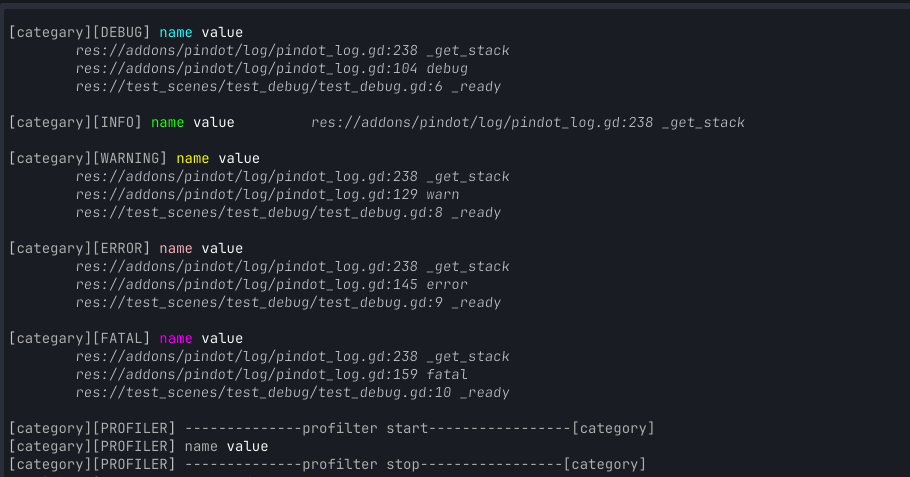 [categary][DEBUG] name value
res://addons/pindot/log/pindot_log.gd:238 _get_stack
res://addons/pindot/log/pindot_log.gd:104 debug
res://test_scenes/test_debug/test_debug.gd:6 _ready
[categary][INFO] name value res://addons/pindot/log/pindot_log.gd:238 _get_stack
[categary][WARNING] name value
res://addons/pindot/log/pindot_log.gd:238 _get_stack
res://addons/pindot/log/pindot_log.gd:129 warn
res://test_scenes/test_debug/test_debug.gd:8 _ready
[categary][ERROR] name value
res://addons/pindot/log/pindot_log.gd:238 _get_stack
res://addons/pindot/log/pindot_log.gd:145 error
res://test_scenes/test_debug/test_debug.gd:9 _ready
[categary][FATAL] name value
res://addons/pindot/log/pindot_log.gd:238 _get_stack
res://addons/pindot/log/pindot_log.gd:159 fatal
res://test_scenes/test_debug/test_debug.gd:10 _ready
[categary][PROFILER] --------------profilter start-----------------[categary]
[categary][PROFILER] name value
[categary][PROFILER] --------------profilter stop-----------------[categary]